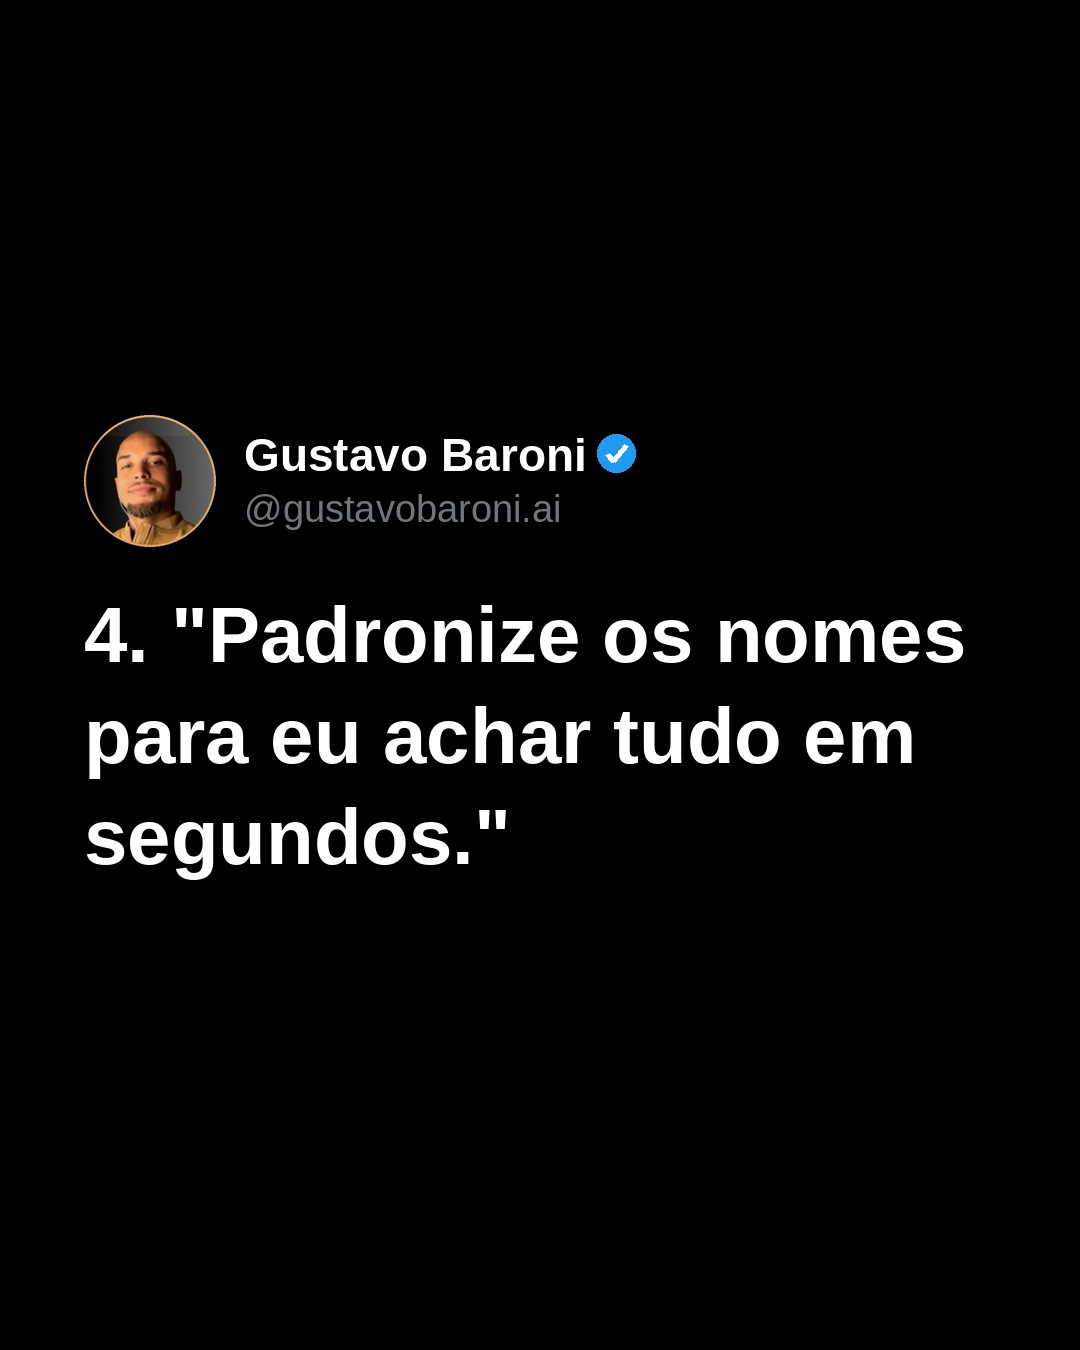 Gustavo Baroni
@gustavobaroni.ai
4. "Padronize os nomes
para eu achar tudo em
segundos."